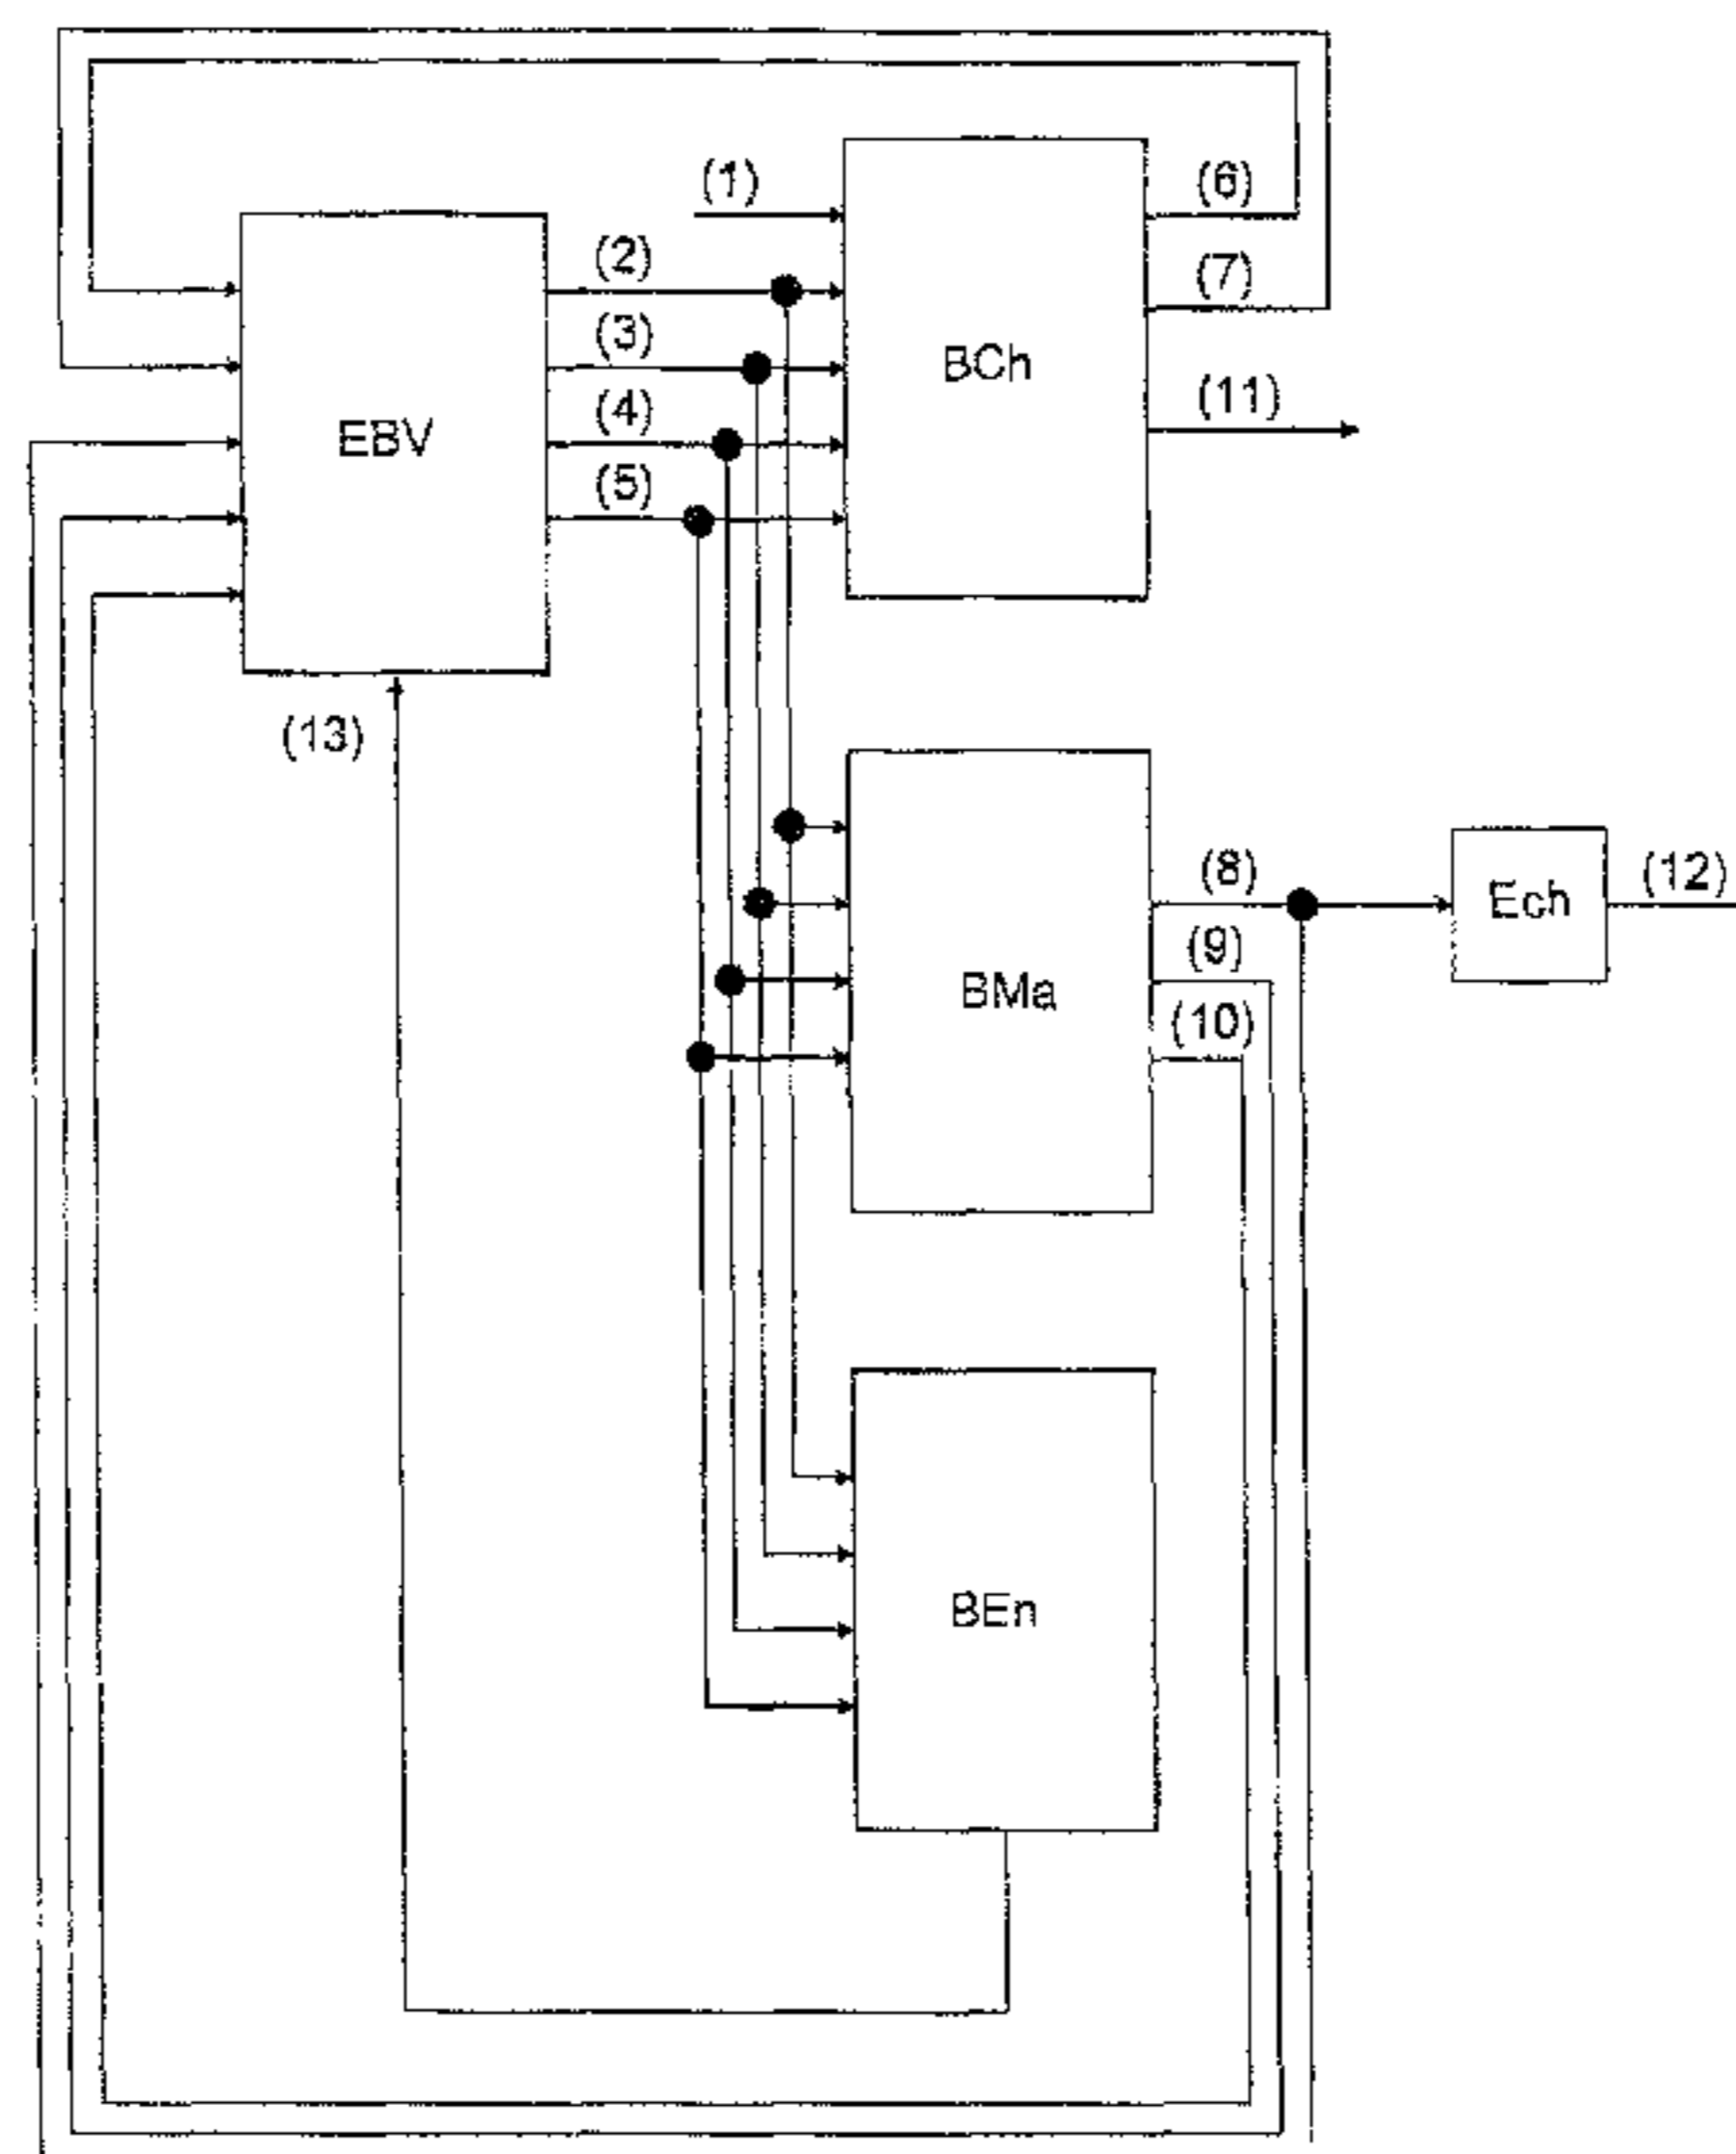 (1)
(6)
(2)
(7)
(3)
BCh
(4)
(11)
EBV
(5)
(13)
(8)
Ech
(12)
(9)
BMa
(10)
BEn